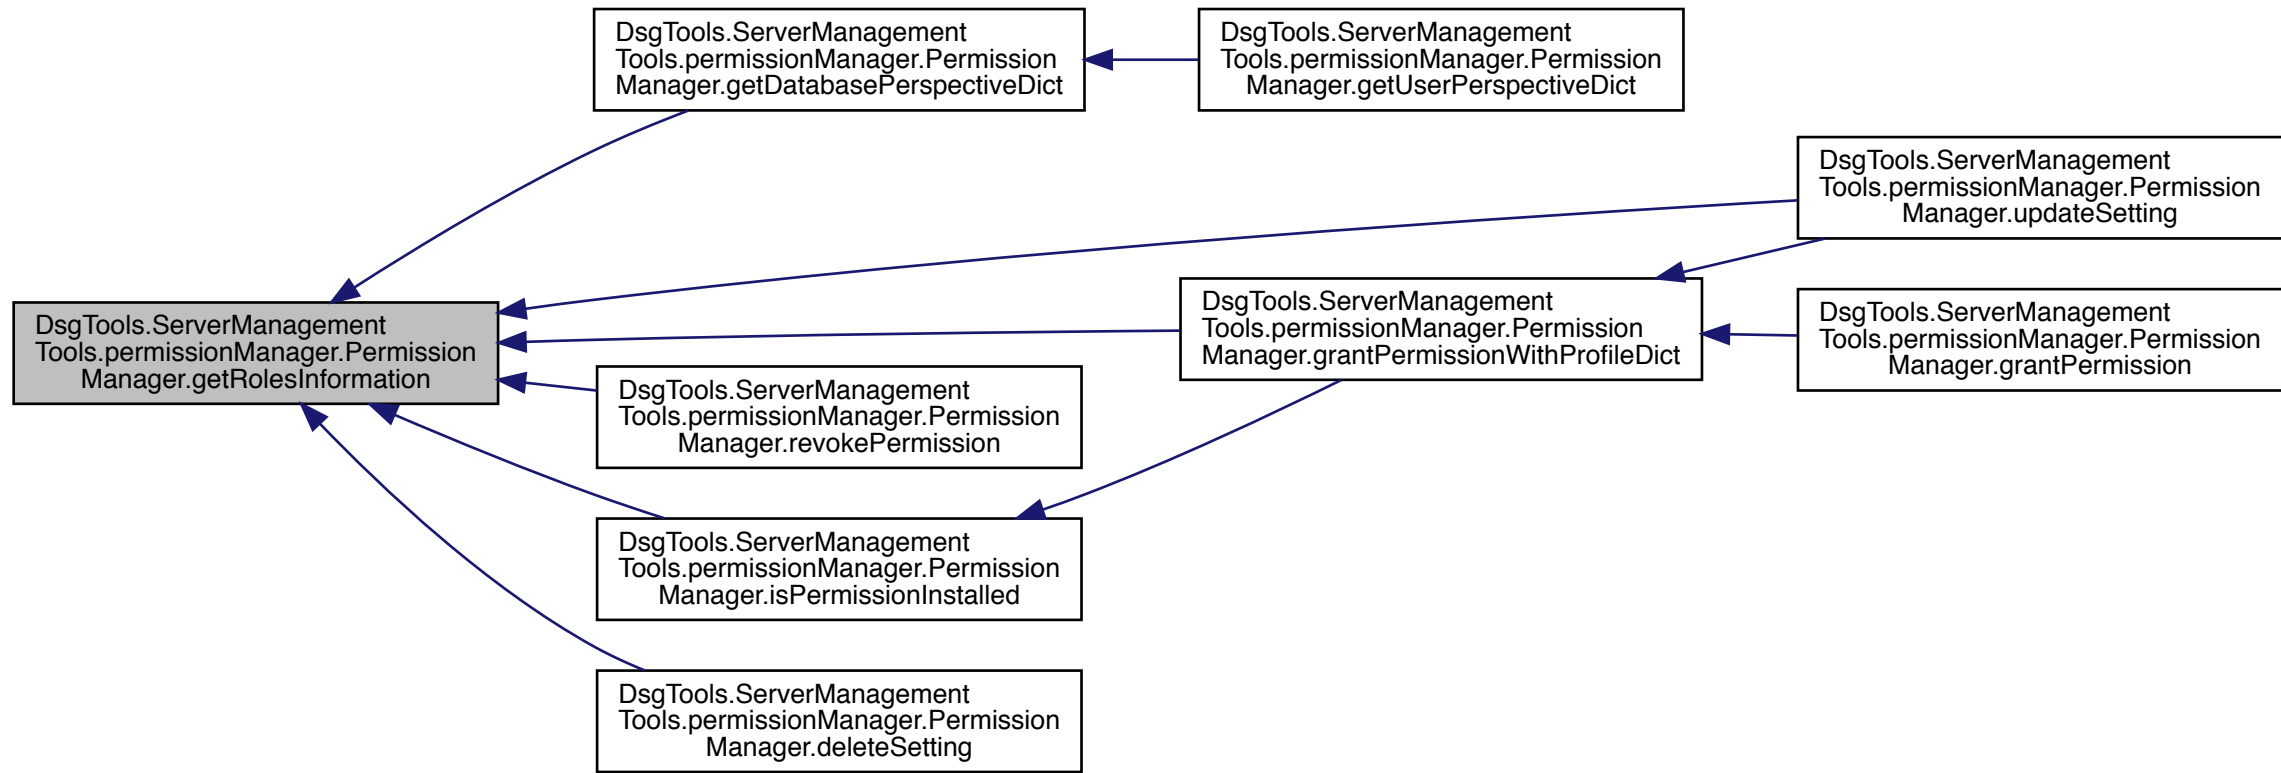 DsgTools.ServerManagement
Tools.permissionManager.Permission
Manager.getDatabasePerspectiveDict
DsgTools.ServerManagement
Tools.permissionManager.Permission
Manager.getUserPerspectiveDict
DsgTools.ServerManagement
Tools.permissionManager.Permission
Manager.updateSetting
DsgTools.ServerManagement
Tools.permissionManager.Permission
Manager.getRolesInformation
DsgTools.ServerManagement
Tools.permissionManager.Permission
Manager.grantPermissionWithProfileDict
DsgTools.ServerManagement
Tools.permissionManager.Permission
Manager.grantPermission
DsgTools.ServerManagement
Tools.permissionManager.Permission
Manager.revokePermission
DsgTools.ServerManagement
Tools.permissionManager.Permission
Manager.isPermissionInstalled
DsgTools.ServerManagement
Tools.permissionManager.Permission
Manager.deleteSetting